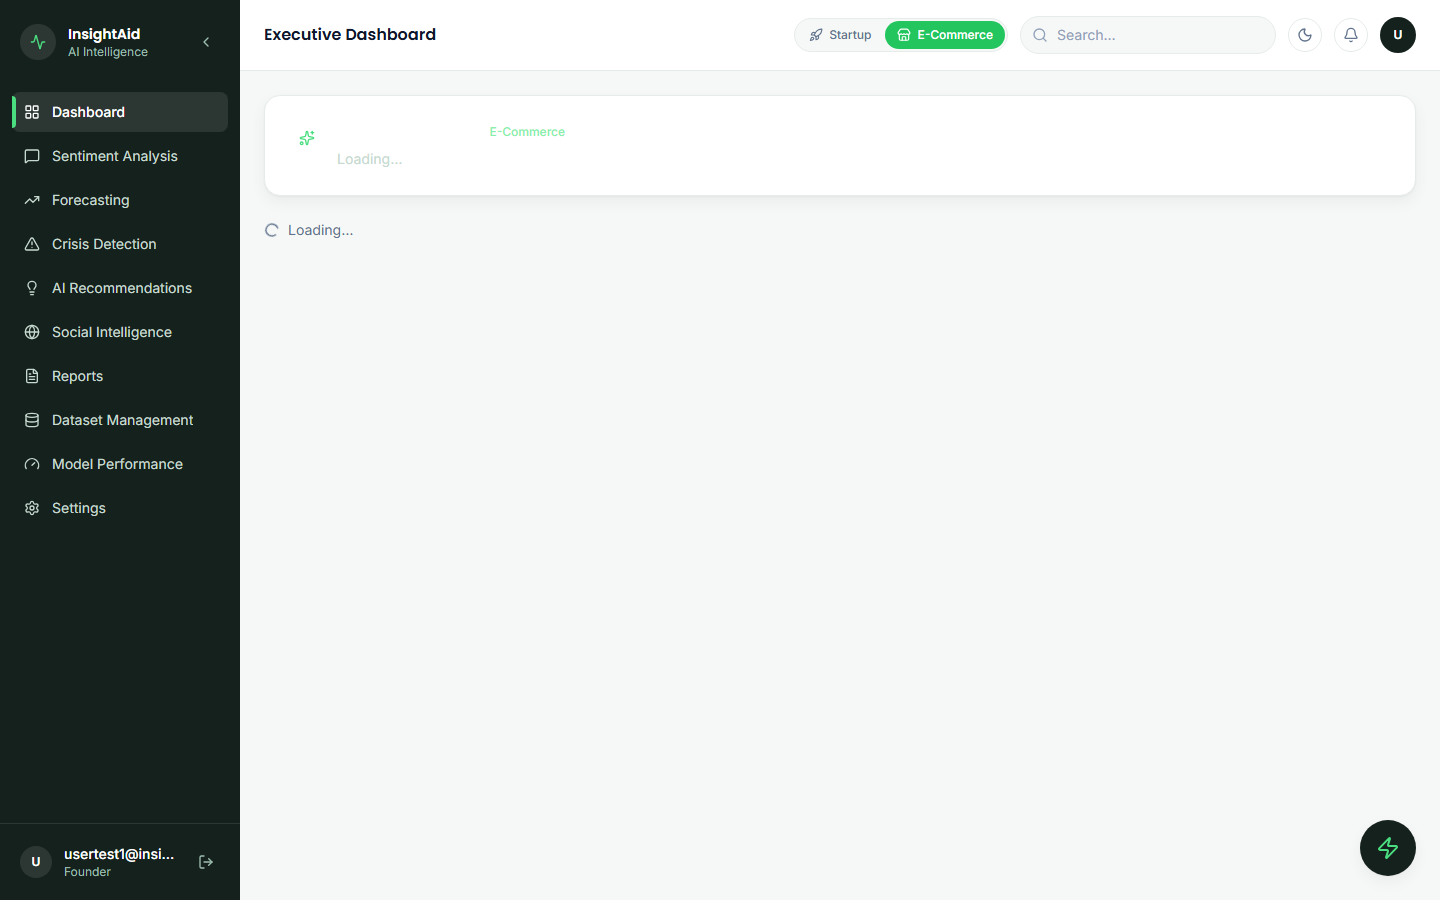 InsightAid
AI Intelligence
Dashboard
Sentiment Analysis
Forecasting
Crisis Detection
AI Recommendations
Social Intelligence
Reports
Dataset Management
Model Performance
Settings
U
usertest1@insi...
Founder
Executive Dashboard
Startup
E-Commerce
Search...
U
E-Commerce
Loading...
Loading...